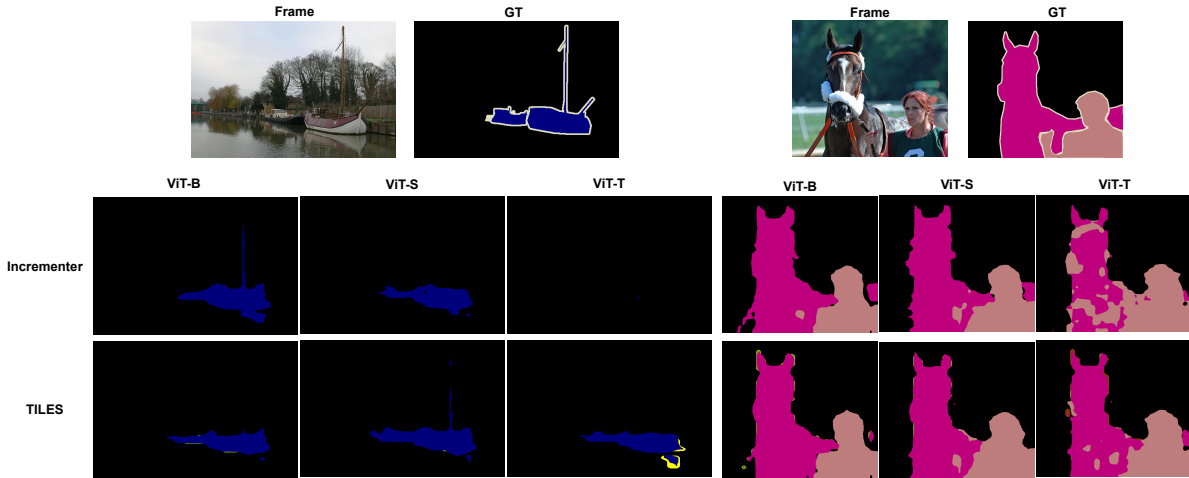 Frame GT Frame GT
ViT-B ViT-S ViT-T ViT-B ViT-S ViT-T
Incrementer
TILES